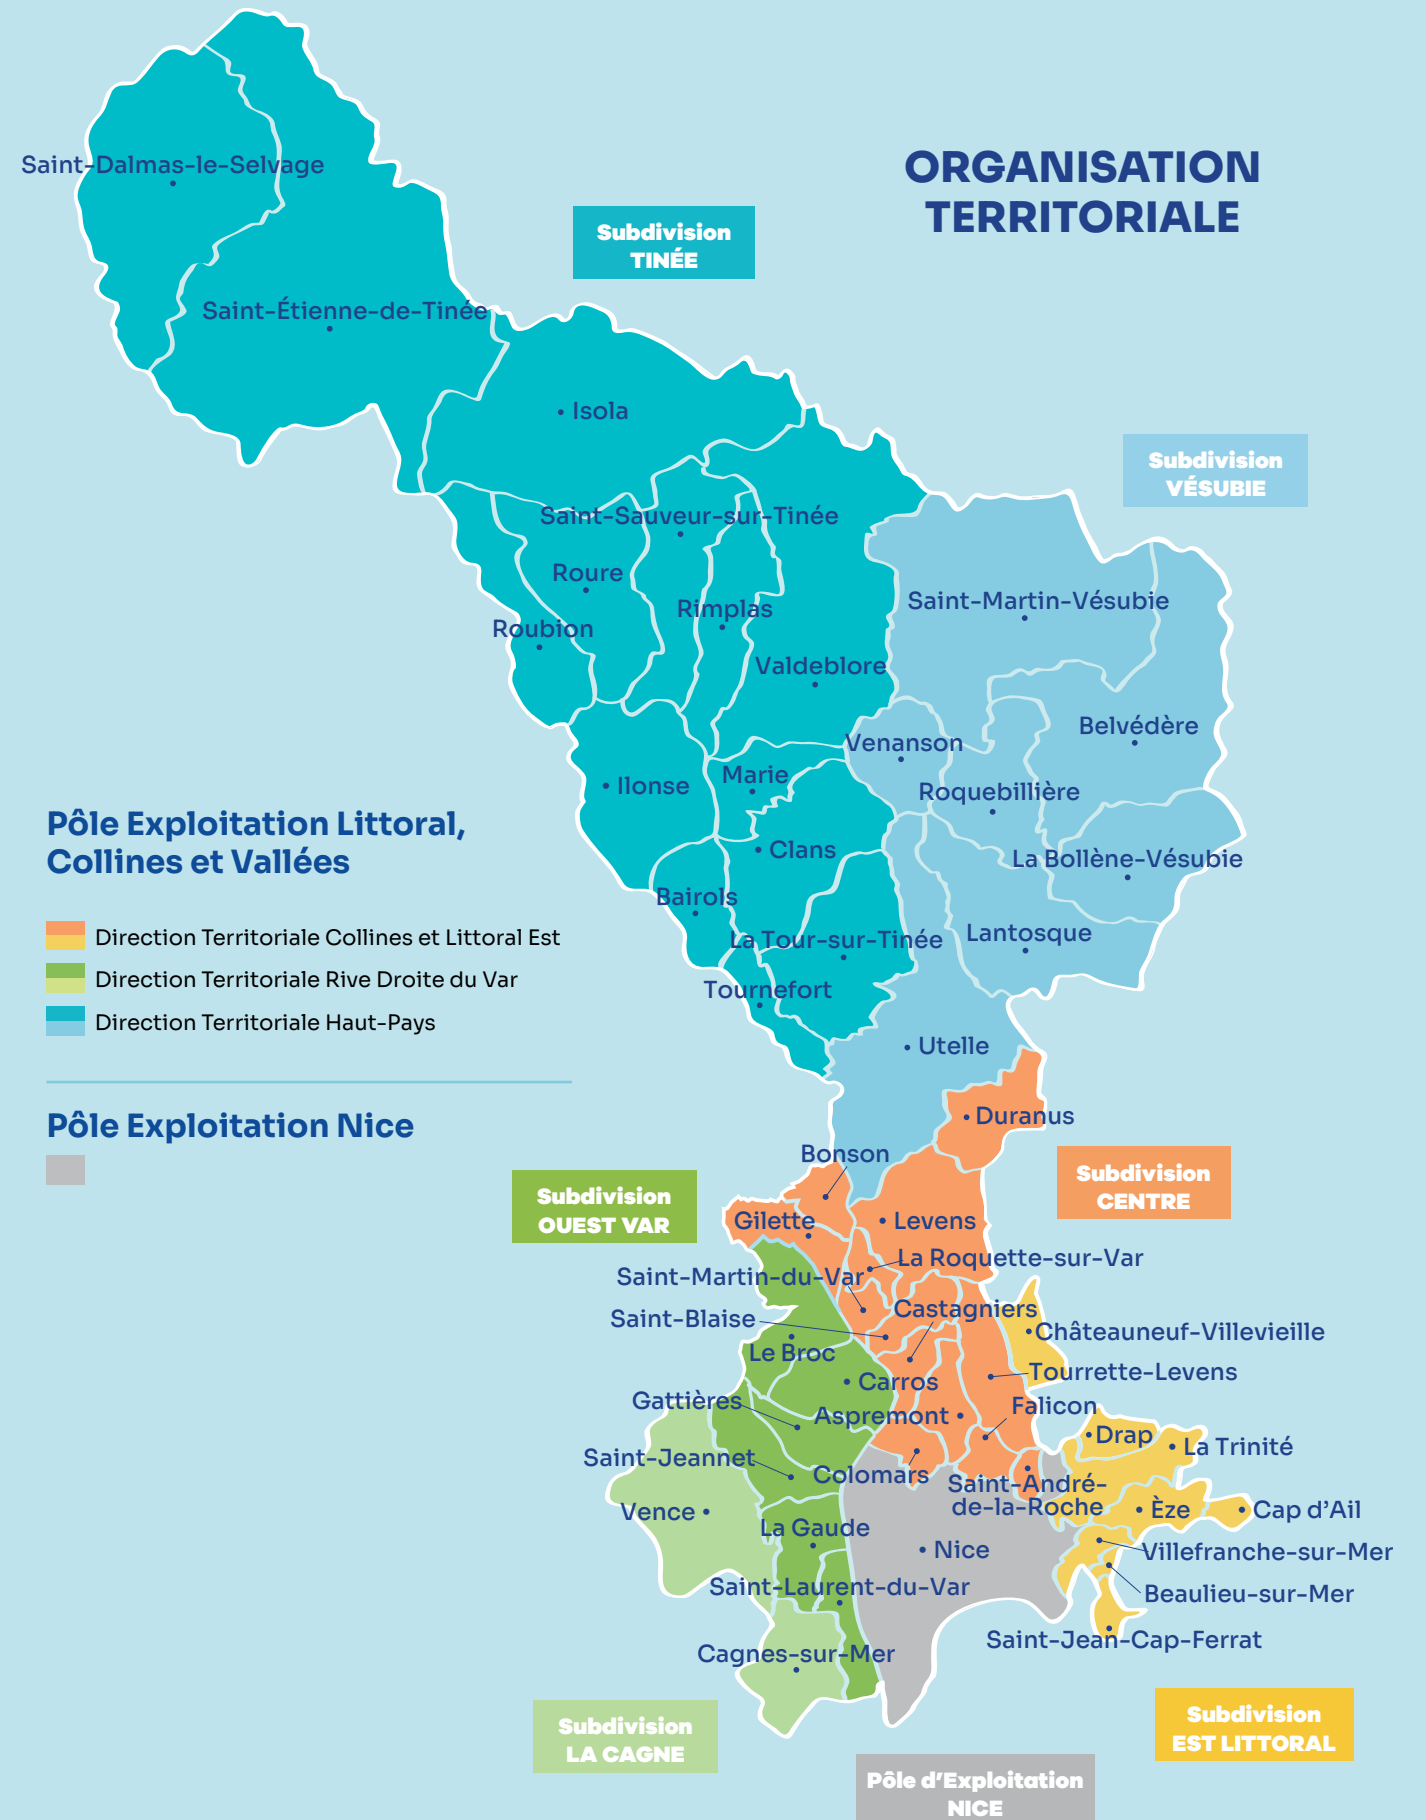 ORGANISATION
TERRITORIALE
Saint-Dalmas-le-Selvage
Subdivision
TINÉE
Saint-Étienne-de-Tinée
Isola
Subdivision
VÉSUBIE
Saint-Sauveur-sur-Tinée
Roure
Saint-Martin-Vésubie
Rimplas
Roubion
Valdeblore
Belvédère
Venanson
Marie
Ilonse
Roquebillière
Pôle Exploitation Littoral,
Collines et Vallées
Clans
La Bollène-Vésubie
Bairols
Direction Territoriale Collines et Littoral Est
La Tour-sur-Tinée
Lantosque
Direction Territoriale Rive Droite du Var
Tournefort
Direction Territoriale Haut-Pays
Utelle
Pôle Exploitation Nice
Duranus
Bonson
Subdivision
CENTRE
Subdivision
OUEST VAR
Gilette
Levens
La Roquette-sur-Var
Saint-Martin-du-Var
Castagniers
Saint-Blaise
Châteauneuf-Villevieille
Le Broc
Tourrette-Levens
Carros
Gattières
Falicon
Aspremont
Drap
La Trinité
Saint-Jeannet
Colomars
Saint-André-
de-la-Roche
Vence
Èze
Cap d'Ail
La Gaude
Nice
Villefranche-sur-Mer
Saint-Laurent-du-Var
Beaulieu-sur-Mer
Saint-Jean-Cap-Ferrat
Cagnes-sur-Mer
Subdivision
LA CAGNE
Subdivision
EST LITTORAL
Pôle d'Exploitation
NICE